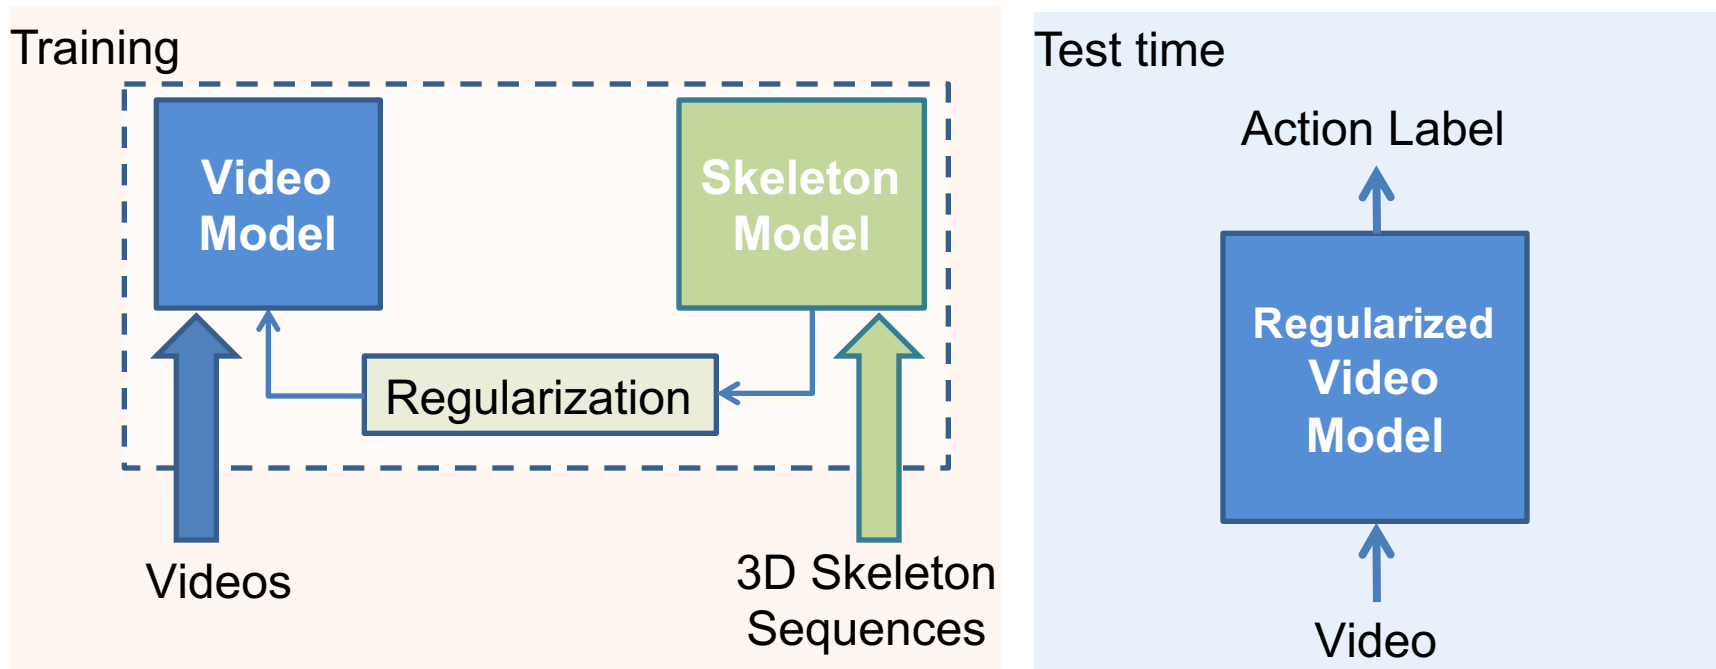 Training
Video
Model
Skeleton
Model
Regularization
Videos
3D Skeleton
Sequences
Test time
Action Label
Regularized
Video
Model
Video